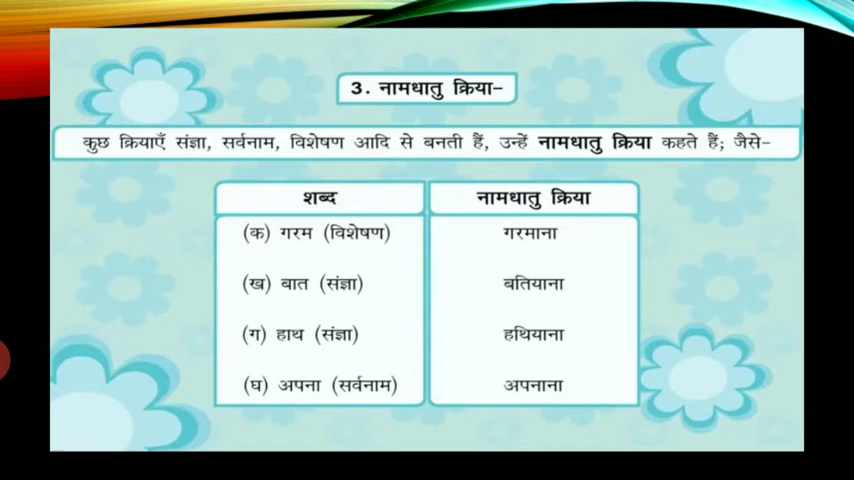 3. नामधातु क्रिया–
कुछ क्रियाएँ संज्ञा, सर्वनाम, विशेषण आदि से बनती हैं, उन्हें नामधातु क्रिया कहते हैं; जैसे–
शब्द नामधातु क्रिया
(क) गरम (विशेषण) गरमाना
(ख) बात (संज्ञा) बतियाना
(ग) हाथ (संज्ञा) हथियाना
(घ) अपना (सर्वनाम) अपनाना